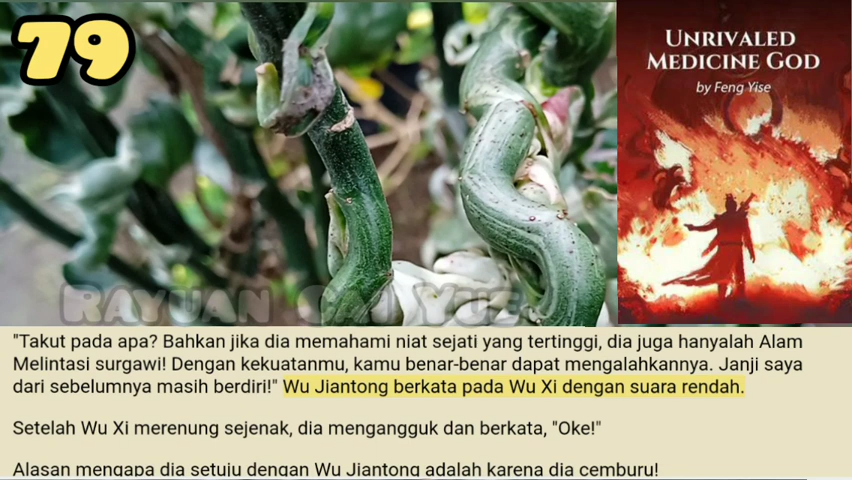 79
UNRIVALED
MEDICINE GOD
by Feng Yise
RAYUAN CAI YUE
"Takut pada apa? Bahkan jika dia memahami niat sejati yang tertinggi, dia juga hanyalah Alam
Melintasi surgawi! Dengan kekuatanmu, kamu benar-benar dapat mengalahkannya. Janji saya
dari sebelumnya masih berdiri!" Wu Jiantong berkata pada Wu Xi dengan suara rendah.
Setelah Wu Xi merenung sejenak, dia mengangguk dan berkata, "Oke!"
Alasan mengapa dia setuju dengan Wu Jiantong adalah karena dia cemburu!